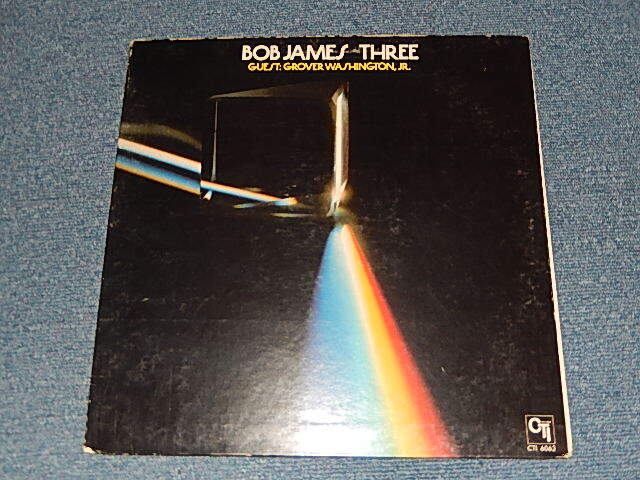 BOB JAMES THREE
GUEST: GROVER WASHINGTON, JR.
CTI
CTI 6063